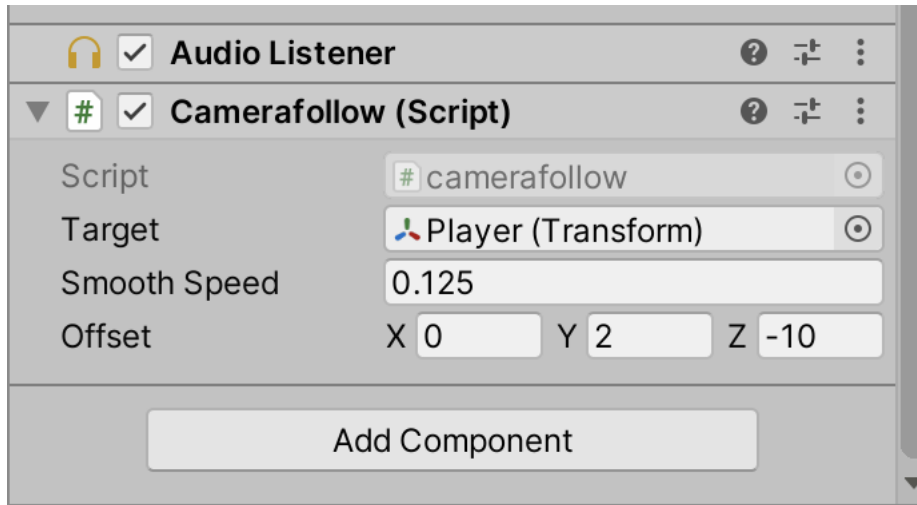 Audio Listener
# Camerafollow (Script)
Script # camerafollow
Target Player (Transform)
Smooth Speed 0.125
Offset X 0 Y 2 Z -10
Add Component